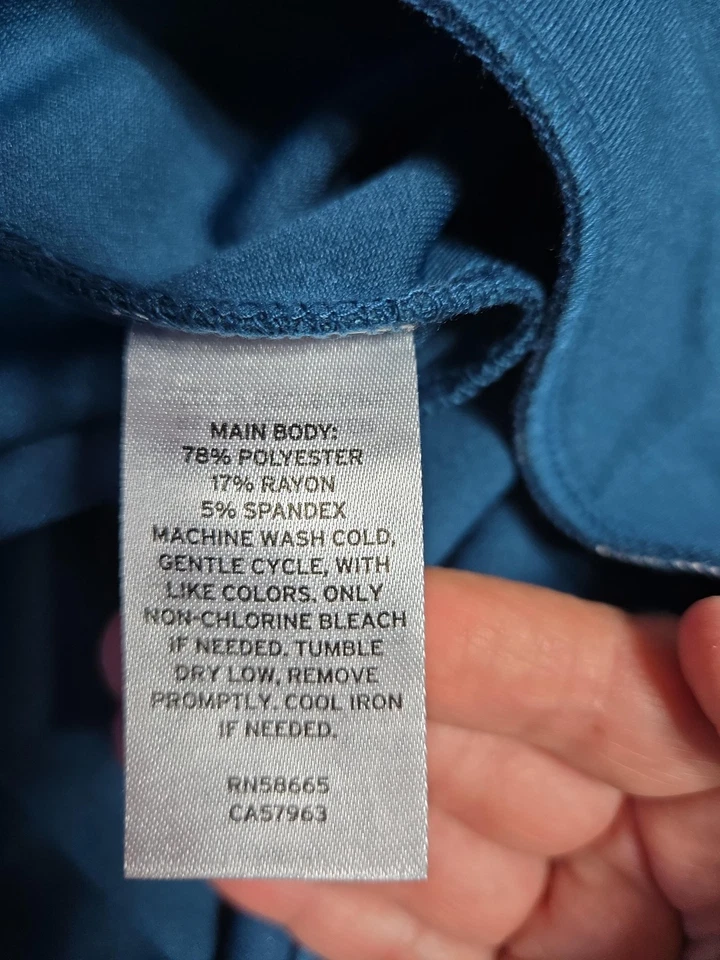 MAIN BODY:
78% POLYESTER
17% RAYON
5% SPANDEX
MACHINE WASH COLD,
GENTLE CYCLE, WITH
LIKE COLORS. ONLY
NON-CHLORINE BLEACH
IF NEEDED. TUMBLE
DRY LOW, REMOVE
PROMPTLY. COOL IRON
IF NEEDED.
RN58665
CA57963